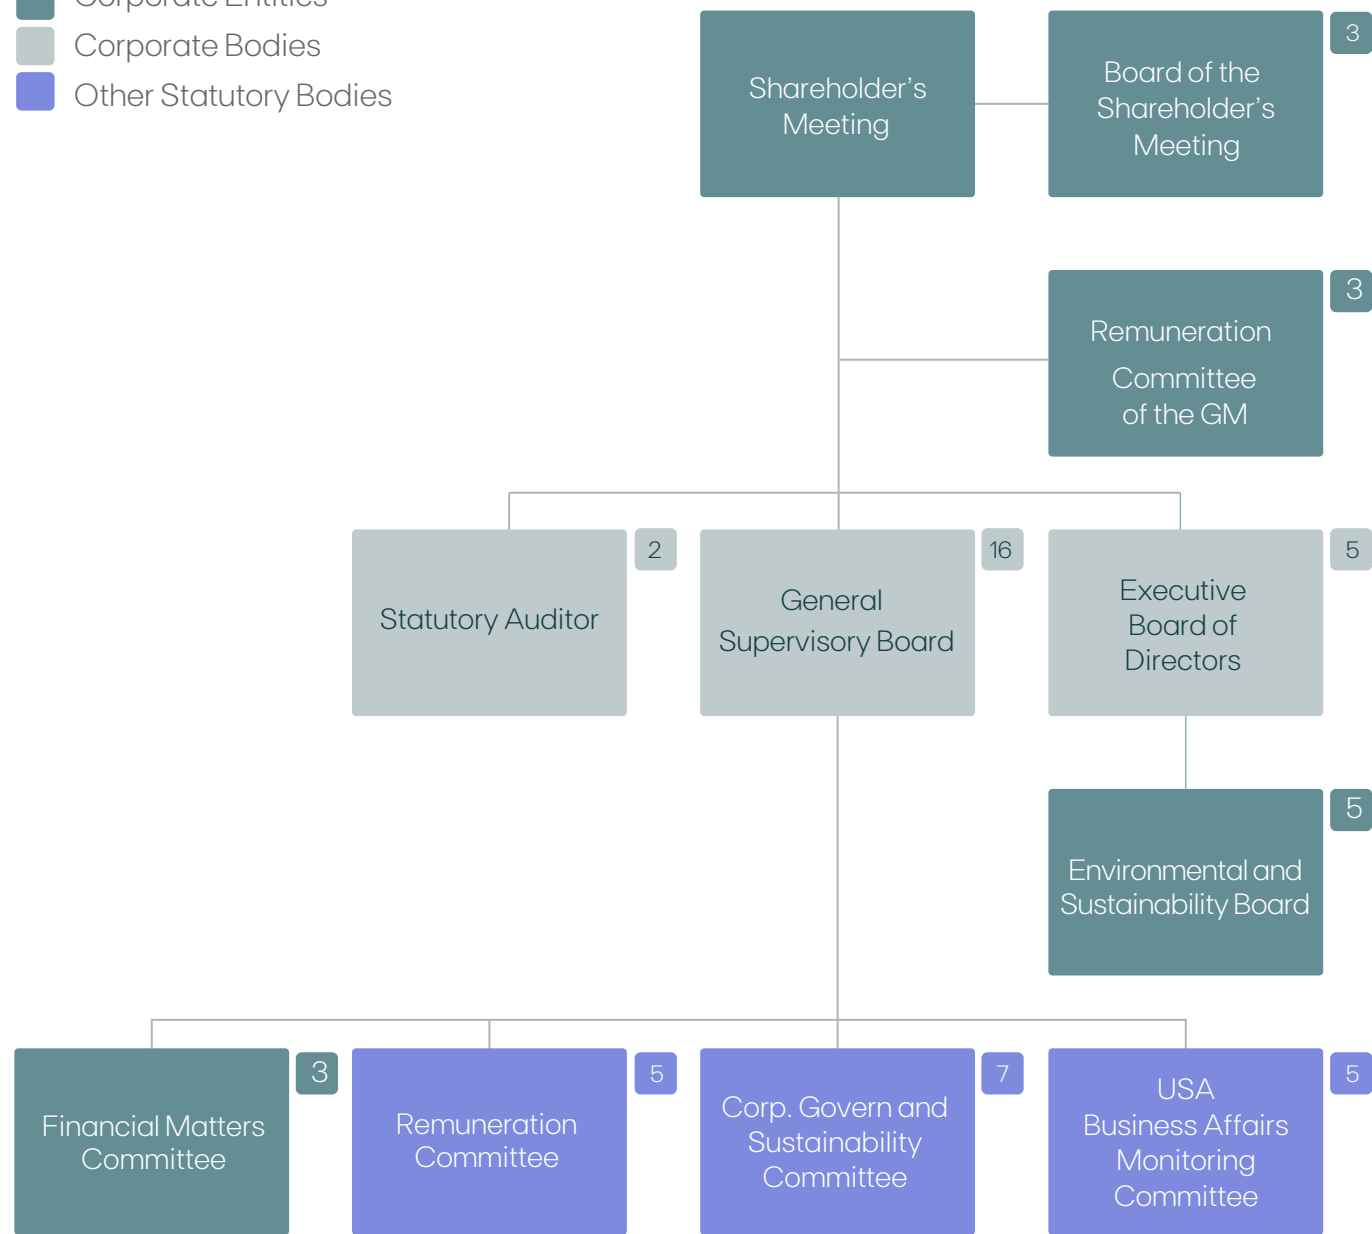 Corporate Entities
Corporate Bodies
Other Statutory Bodies
Shareholder's
Meeting
Board of the
Shareholder's
Meeting
3
Remuneration
Committee
of the GM
3
Statutory Auditor
2
General
Supervisory Board
16
Executive
Board of
Directors
5
Environmental and
Sustainability Board
5
Financial Matters
Committee
3
Remuneration
Committee
5
Corp. Govern and
Sustainability
Committee
7
USA
Business Affairs
Monitoring
Committee
5